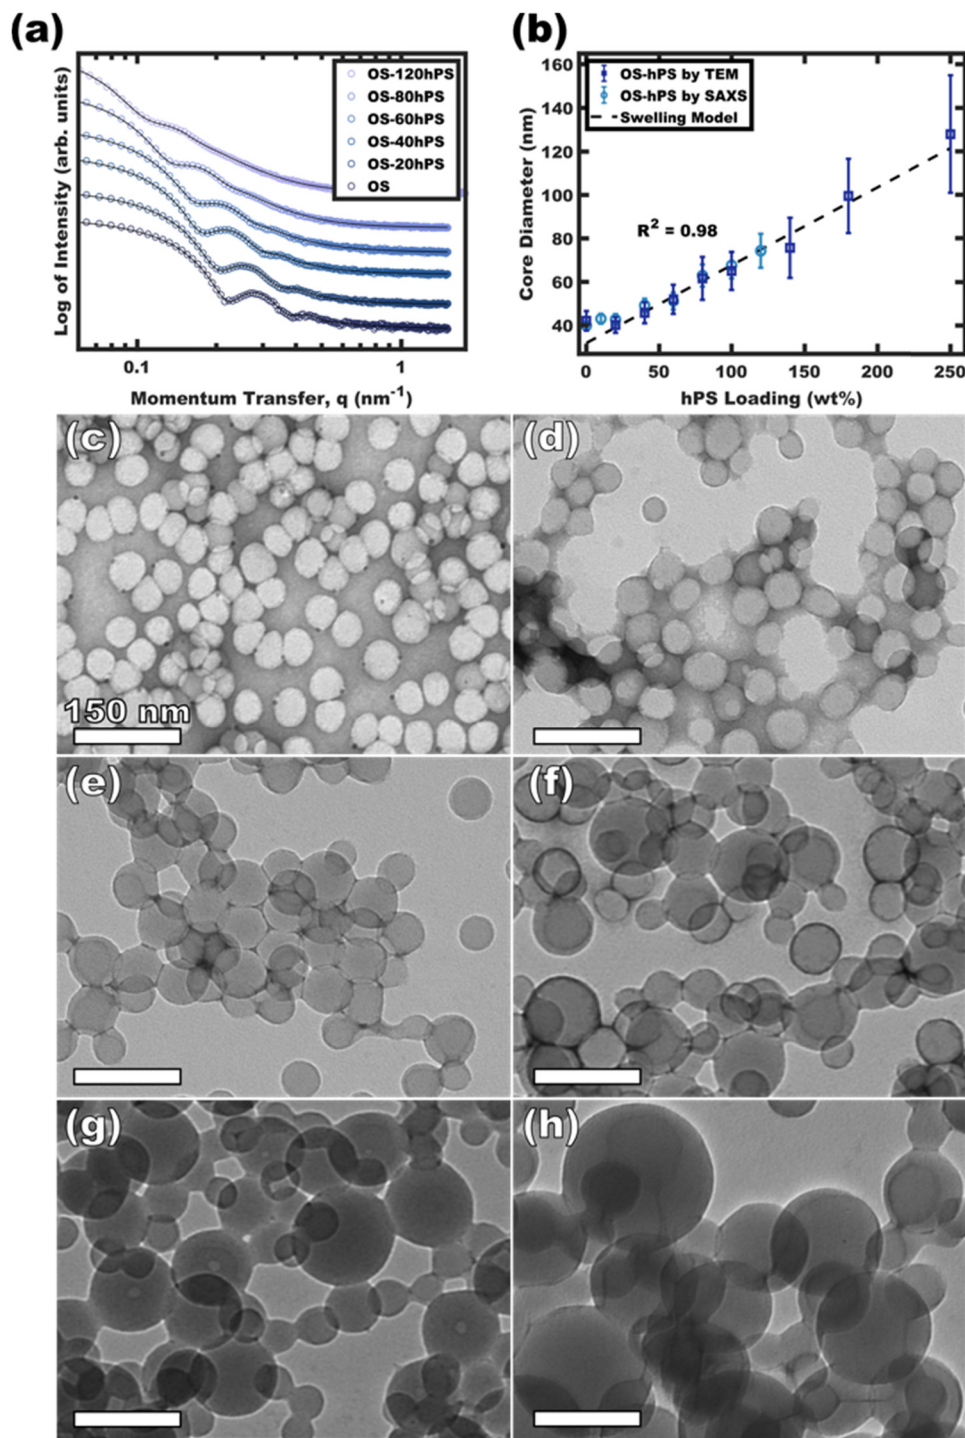 (a)
OS-120hPS
OS-80hPS
OS-60hPS
OS-40hPS
OS-20hPS
OS
Log of Intensity (arb. units)
0.1 1
Momentum Transfer, q (nm⁻¹)
(b)
OS-hPS by TEM
OS-hPS by SAXS
Swelling Model
R² = 0.98
Core Diameter (nm)
160
140
120
100
80
60
40
0 50 100 150 200 250
hPS Loading (wt%)
(c)
150 nm
(d)
(e)
(f)
(g)
(h)